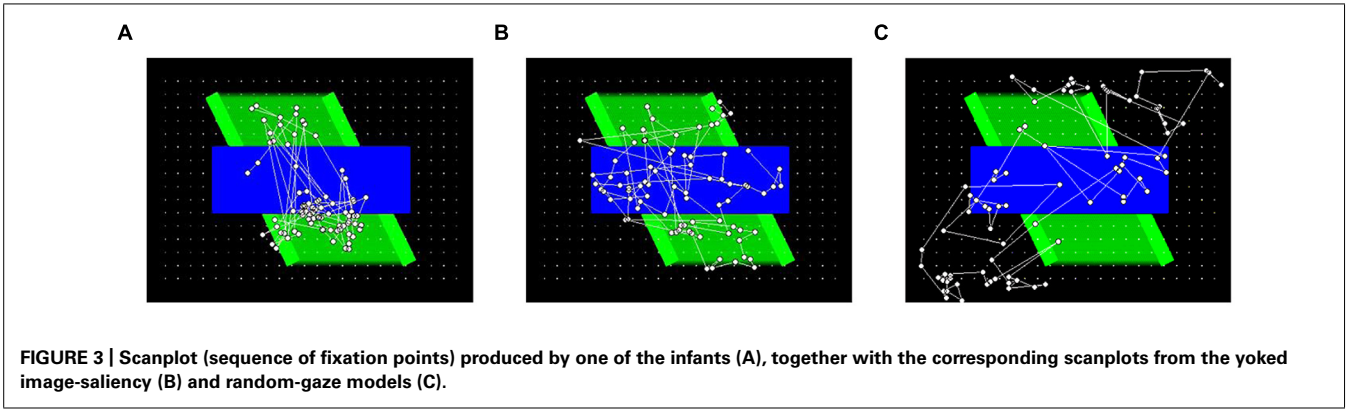 A B C
FIGURE 3 | Scanplot (sequence of fixation points) produced by one of the infants (A), together with the corresponding scanplots from the yoked
image-saliency (B) and random-gaze models (C).